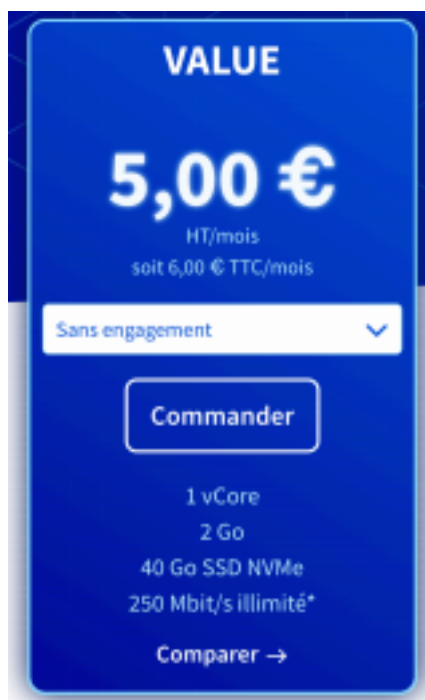 VALUE
5,00 €
HT/mois
soit 6,00 € TTC/mois
Sans engagement
Commander
1 vCore
2 Go
40 Go SSD NVMe
250 Mbit/s illimité*
Comparer →